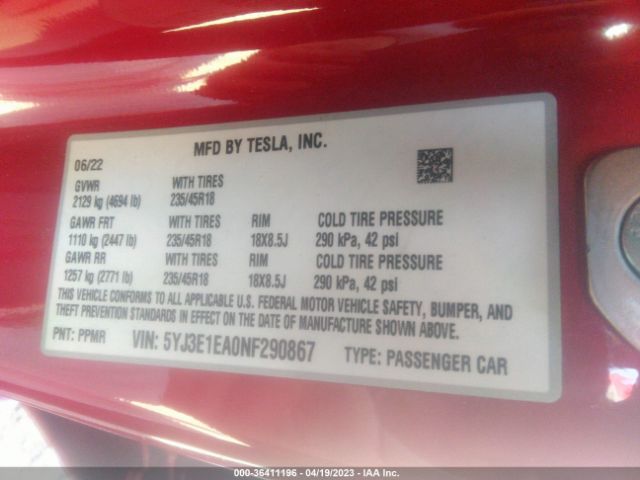 MFD BY TESLA, INC.
06/22
GVWR WITH TIRES
2129 kg (4694 lb) 235/45R18
GAWR FRT WITH TIRES RIM COLD TIRE PRESSURE
1110 kg (2447 lb) 235/45R18 18X8.5J 290 kPa, 42 psi
GAWR RR WITH TIRES RIM COLD TIRE PRESSURE
1257 kg (2771 lb) 235/45R18 18X8.5J 290 kPa, 42 psi
THIS VEHICLE CONFORMS TO ALL APPLICABLE U.S. FEDERAL MOTOR VEHICLE SAFETY, BUMPER, AND
THEFT PREVENTION STANDARDS IN EFFECT ON THE DATE OF MANUFACTURE SHOWN ABOVE.
PNT: PPMR VIN: 5YJ3E1EA0NF290867 TYPE: PASSENGER CAR
000-36411196 - 04/19/2023 - IAA Inc.